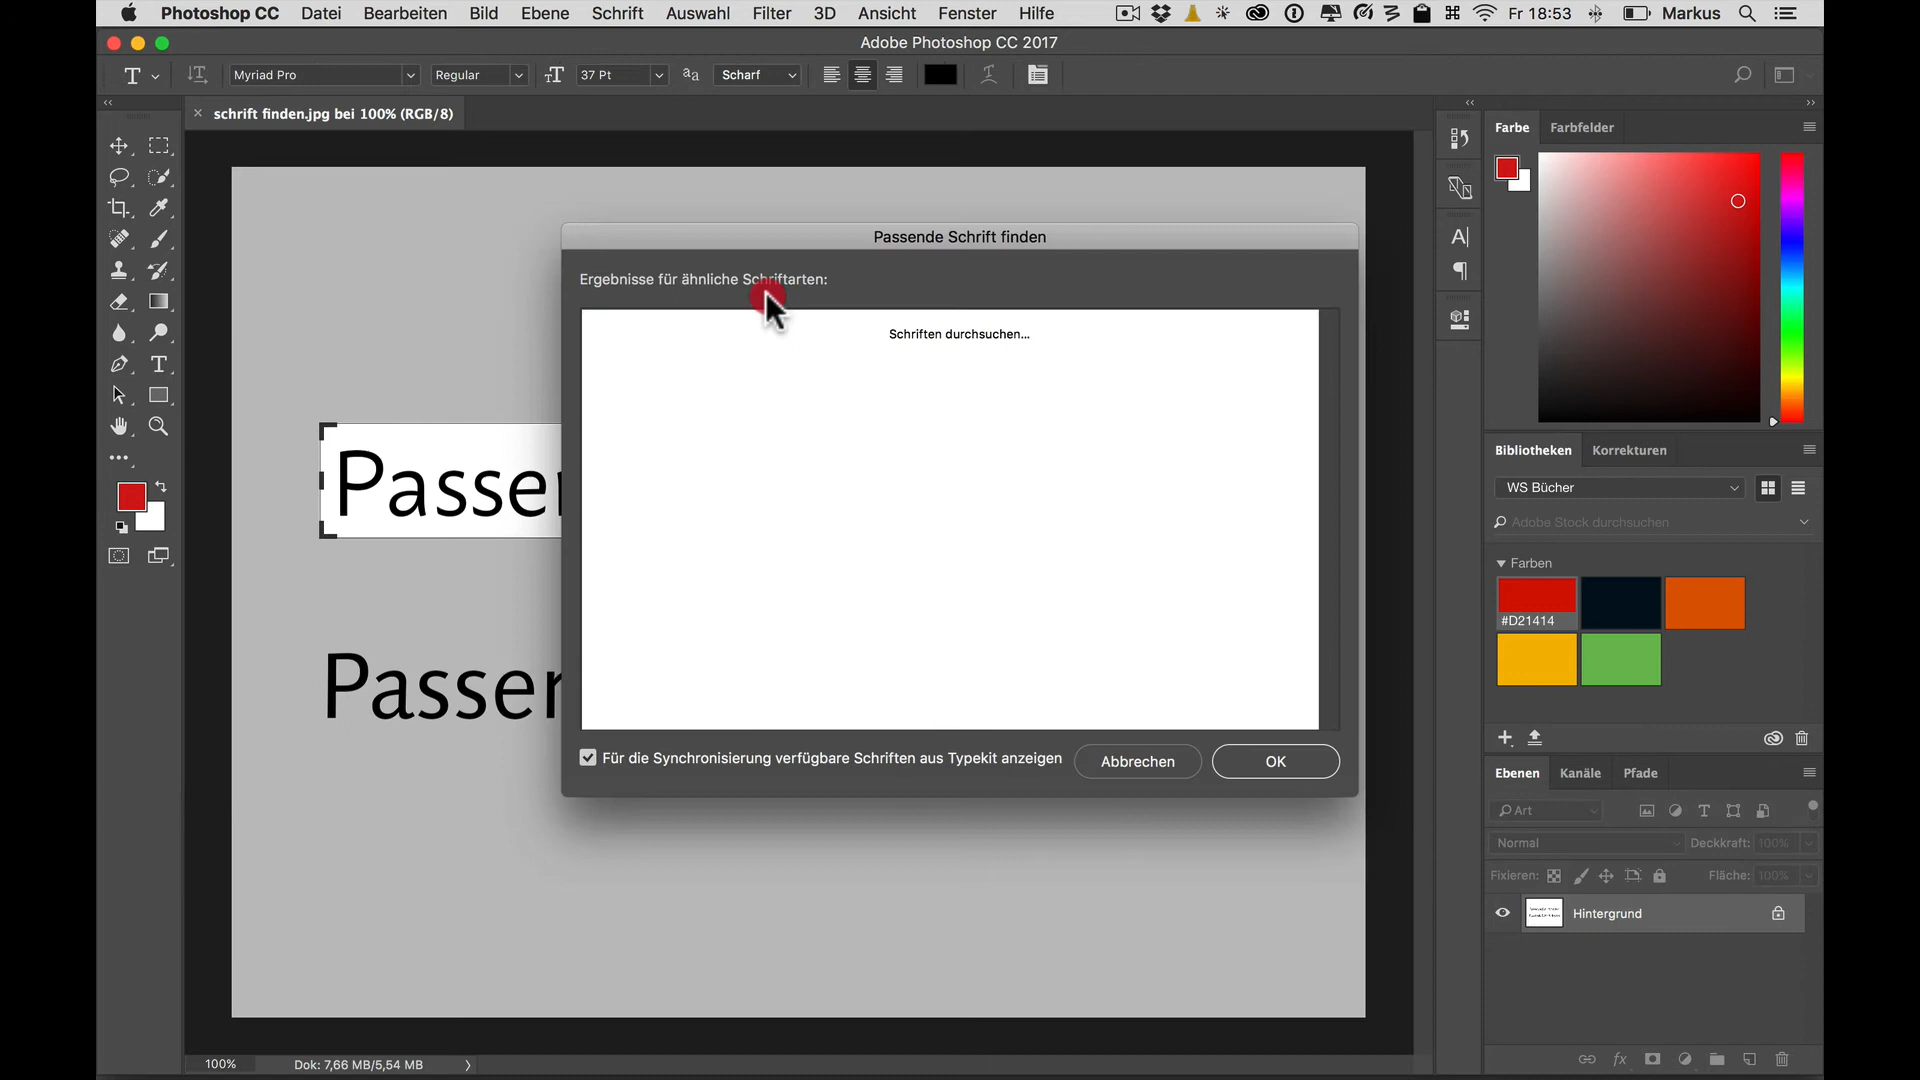 Photoshop CC Datei Bearbeiten Bild Ebene Schrift Auswahl Filter 3D Ansicht Fenster Hilfe Fr 18:53 Markus
Adobe Photoshop CC 2017
Myriad Pro Regular 37 Pt Scharf
schrift finden.jpg bei 100% (RGB/8)
Farbe Farbfelder
Passende Schrift finden
Ergebnisse für ähnliche Schriftarten:
Schriften durchsuchen...
Passer
Passer
Für die Synchronisierung verfügbare Schriften aus Typekit anzeigen Abbrechen OK
Bibliotheken Korrekturen
WS Bücher
Adobe Stock durchsuchen
Farben
#D21414
Ebenen Kanäle Pfade
Art
Normal Deckkraft: 100%
Fixieren: Fläche: 100%
Hintergrund
100% Dok: 7,66 MB/5,54 MB